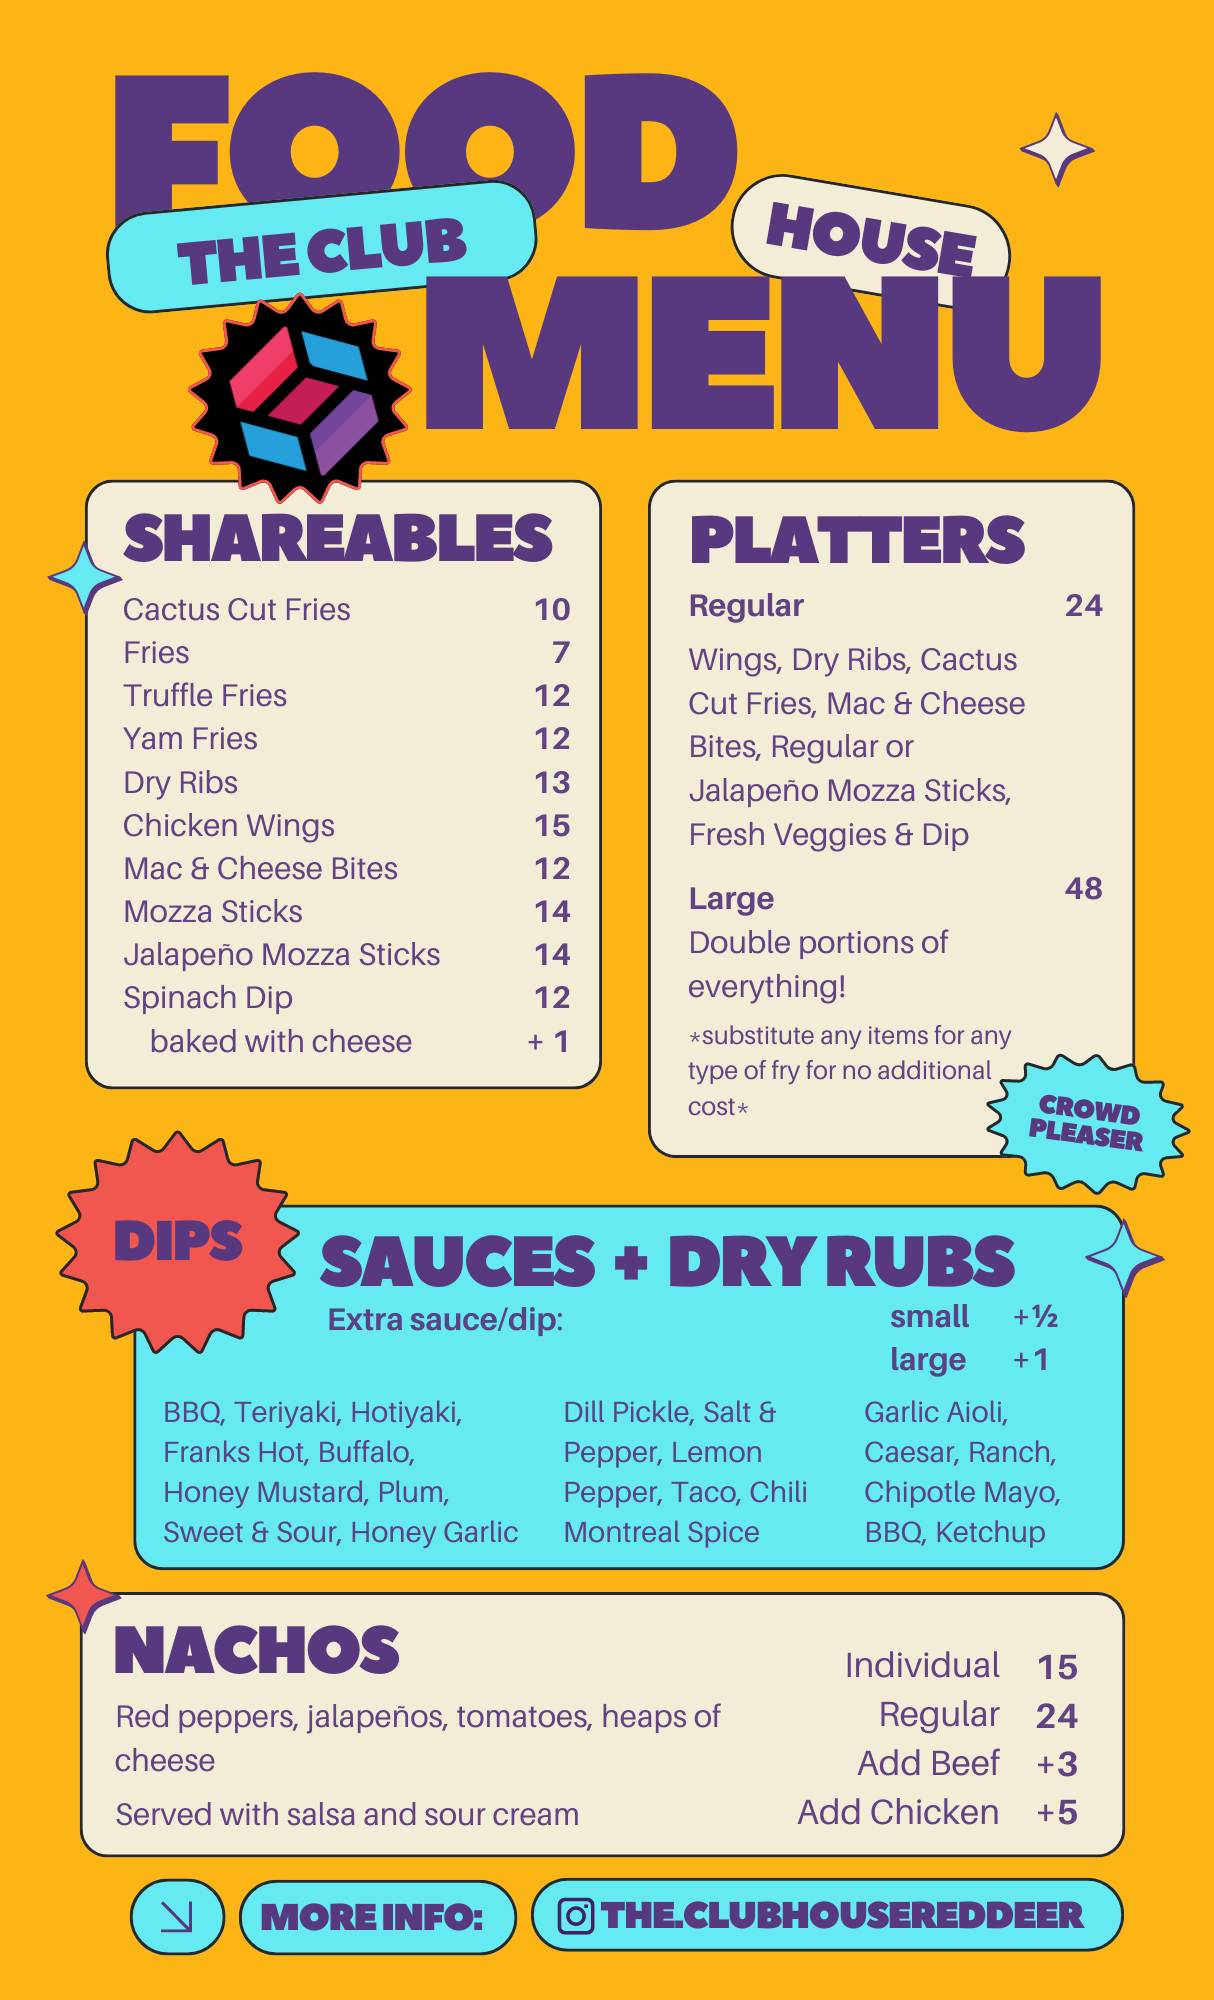 FOOD
THE CLUB
HOUSE
MENU
SHAREABLES
Cactus Cut Fries 10
Fries 7
Truffle Fries 12
Yam Fries 12
Dry Ribs 13
Chicken Wings 15
Mac & Cheese Bites 12
Mozza Sticks 14
Jalapeño Mozza Sticks 14
Spinach Dip 12
baked with cheese + 1
PLATTERS
Regular 24
Wings, Dry Ribs, Cactus
Cut Fries, Mac & Cheese
Bites, Regular or
Jalapeño Mozza Sticks,
Fresh Veggies & Dip
Large 48
Double portions of
everything!
*substitute any items for any
type of fry for no additional
cost*
CROWD
PLEASER
DIPS
SAUCES + DRY RUBS
Extra sauce/dip: small +½
large +1
BBQ, Teriyaki, Hotiyaki,
Franks Hot, Buffalo,
Honey Mustard, Plum,
Sweet & Sour, Honey Garlic
Dill Pickle, Salt &
Pepper, Lemon
Pepper, Taco, Chili
Montreal Spice
Garlic Aioli,
Caesar, Ranch,
Chipotle Mayo,
BBQ, Ketchup
NACHOS
Red peppers, jalapeños, tomatoes, heaps of
cheese
Served with salsa and sour cream
Individual 15
Regular 24
Add Beef +3
Add Chicken +5
MORE INFO:
THE.CLUBHOUSEREDDEER